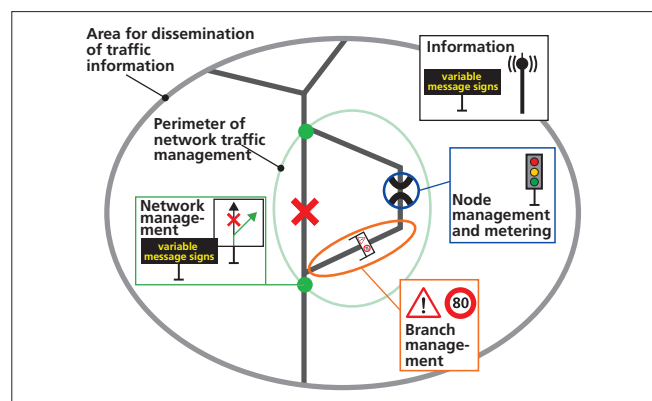 Area for dissemination
of traffic
information
Information
variable
message signs
Perimeter of
network traffic
management
Network
manage-
ment
variable
message signs
Node
management
and metering
80
Branch
manage-
ment